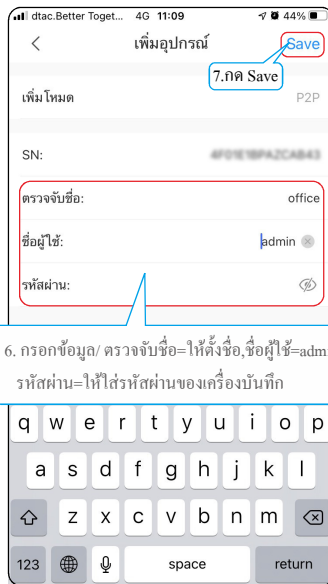 dtac.Better Toget... 4G 11:09 44%
เพิ่มอุปกรณ์ Save
7.กด Save
เพิ่มโหมด P2P
SN:
ตรวจจับชื่อ: office
ชื่อผู้ใช้: admin
รหัสผ่าน:
6. กรอกข้อมูล/ ตรวจจับชื่อ=ให้ตั้งชื่อ,ชื่อผู้ใช้=admi
รหัสผ่าน=ให้ใส่รหัสผ่านของเครื่องบันทึก
q w e r t y u i o p
a s d f g h j k l
z x c v b n m
123 space return